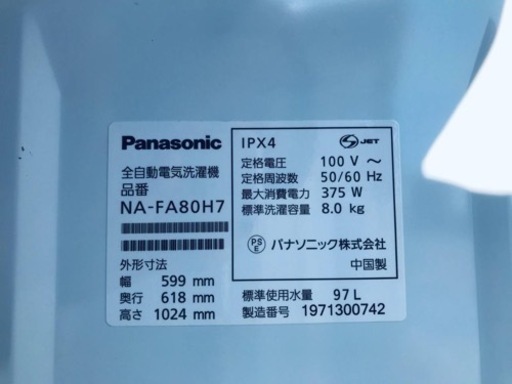 Panasonic
全自動電気洗濯機
品番
NA-FA80H7
外形寸法
幅 599 mm
奥行 618 mm
高さ 1024 mm
IPX4
S JET
定格電圧 100 V ～
定格周波数 50/60 Hz
最大消費電力 375 W
標準洗濯容量 8.0 kg
PS E パナソニック株式会社
中国製
標準使用水量 97 L
製造番号 1971300742